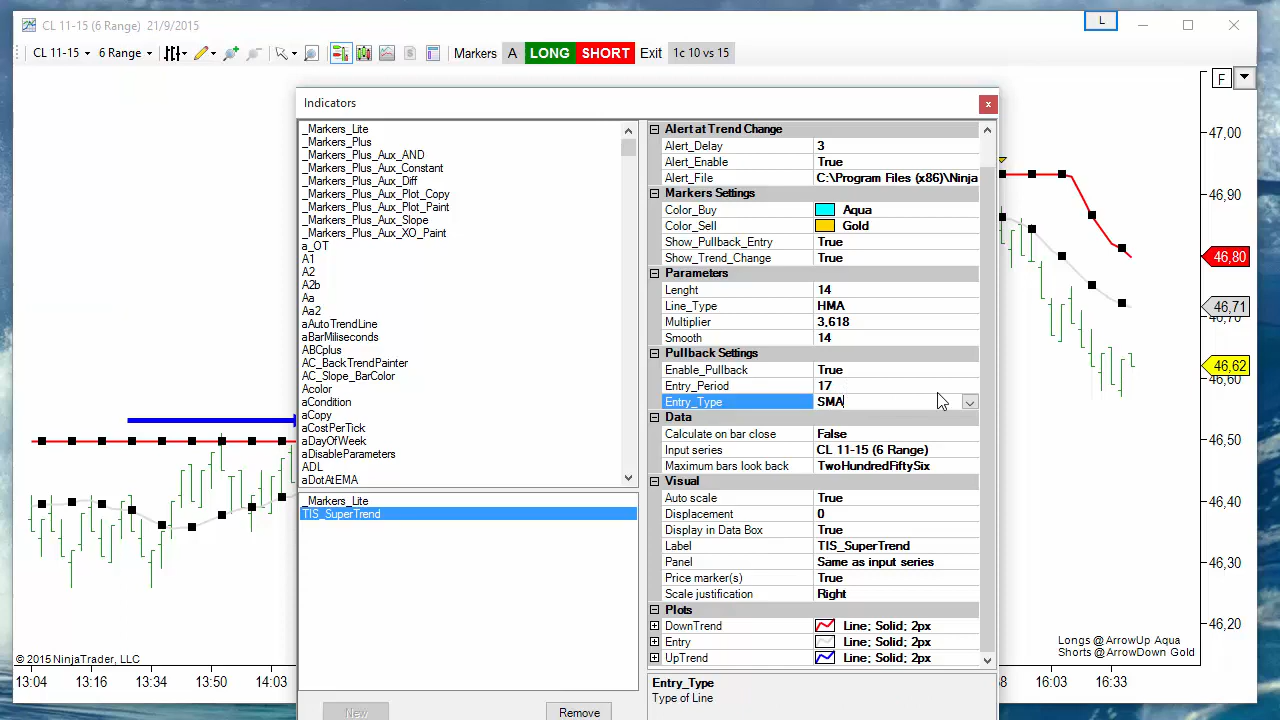 CL 11-15 (6 Range)  21/9/2015
L
CL 11-15 6 Range Markers A LONG SHORT Exit 1c 10 vs 15
F
Indicators
x
_Markers_Lite
_Markers_Plus
_Markers_Plus_Aux_AND
_Markers_Plus_Aux_Constant
_Markers_Plus_Aux_Diff
_Markers_Plus_Aux_Plot_Copy
_Markers_Plus_Aux_Plot_Paint
_Markers_Plus_Aux_Slope
_Markers_Plus_Aux_XO_Paint
a_OT
A1
A2
A2b
Aa
Aa2
aAutoTrendLine
aBarMiliseconds
ABCplus
AC_BackTrendPainter
AC_Slope_BarColor
Acolor
aCondition
aCopy
aCostPerTick
aDayOfWeek
aDisableParameters
ADL
aDotAtEMA
_Markers_Lite
TIS_SuperTrend
New Remove
Alert at Trend Change
Alert_Delay 3
Alert_Enable True
Alert_File C:\Program Files (x86)\Ninja
Markers Settings
Color_Buy Aqua
Color_Sell Gold
Show_Pullback_Entry True
Show_Trend_Change True
Parameters
Lenght 14
Line_Type HMA
Multiplier 3,618
Smooth 14
Pullback Settings
Enable_Pullback True
Entry_Period 17
Entry_Type SMA
Data
Calculate on bar close False
Input series CL 11-15 (6 Range)
Maximum bars look back TwoHundredFiftySix
Visual
Auto scale True
Displacement 0
Display in Data Box True
Label TIS_SuperTrend
Panel Same as input series
Price marker(s) True
Scale justification Right
Plots
DownTrend Line; Solid; 2px
Entry Line; Solid; 2px
UpTrend Line; Solid; 2px
Entry_Type
Type of Line
47,00
46,90
46,80
46,71
46,70
46,62
46,60
46,50
46,40
46,30
46,20
Longs @ ArrowUp Aqua
Shorts @ ArrowDown Gold
© 2015 NinjaTrader, LLC
13:04 13:24 13:34 13:50 14:03 16:03 16:33